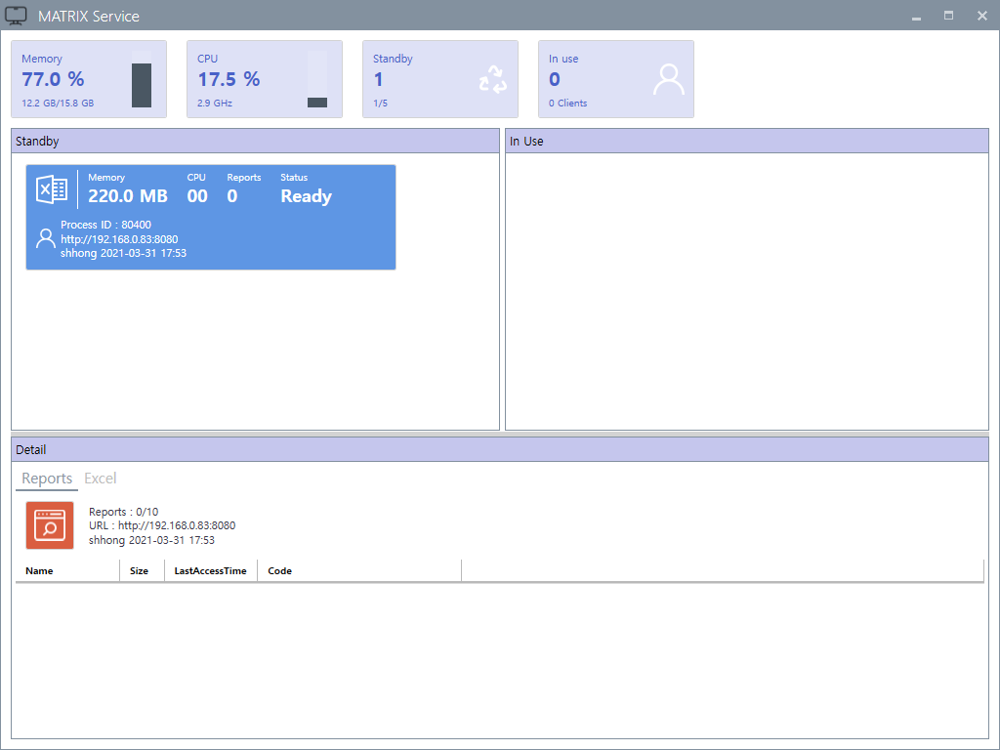 MATRIX Service
Memory
77.0 %
12.2 GB/15.8 GB
CPU
17.5 %
2.9 GHz
Standby
1
1/5
In use
0
0 Clients
Standby
Memory CPU Reports Status
220.0 MB 00 0 Ready
Process ID : 80400
http://192.168.0.83:8080
shhong 2021-03-31 17:53
In Use
Detail
Reports Excel
Reports : 0/10
URL : http://192.168.0.83:8080
shhong 2021-03-31 17:53
Name Size LastAccessTime Code